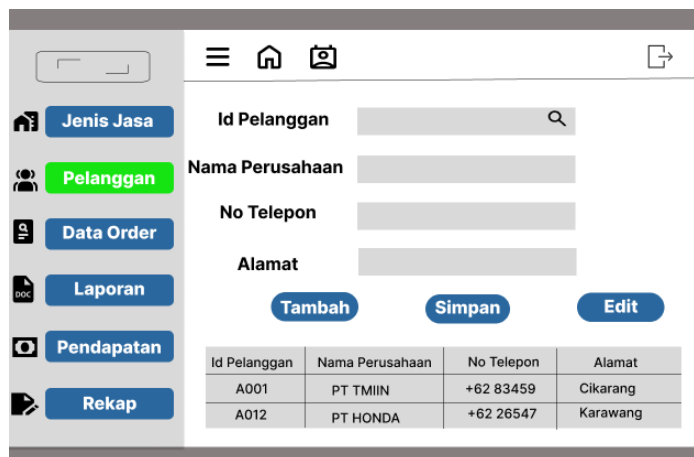 Jenis Jasa
Pelanggan
Data Order
DOC
Laporan
Pendapatan
Rekap
Id Pelanggan
Nama Perusahaan
No Telepon
Alamat
Tambah Simpan Edit
Id Pelanggan Nama Perusahaan No Telepon Alamat
A001 PT TMIIN +62 83459 Cikarang
A012 PT HONDA +62 26547 Karawang